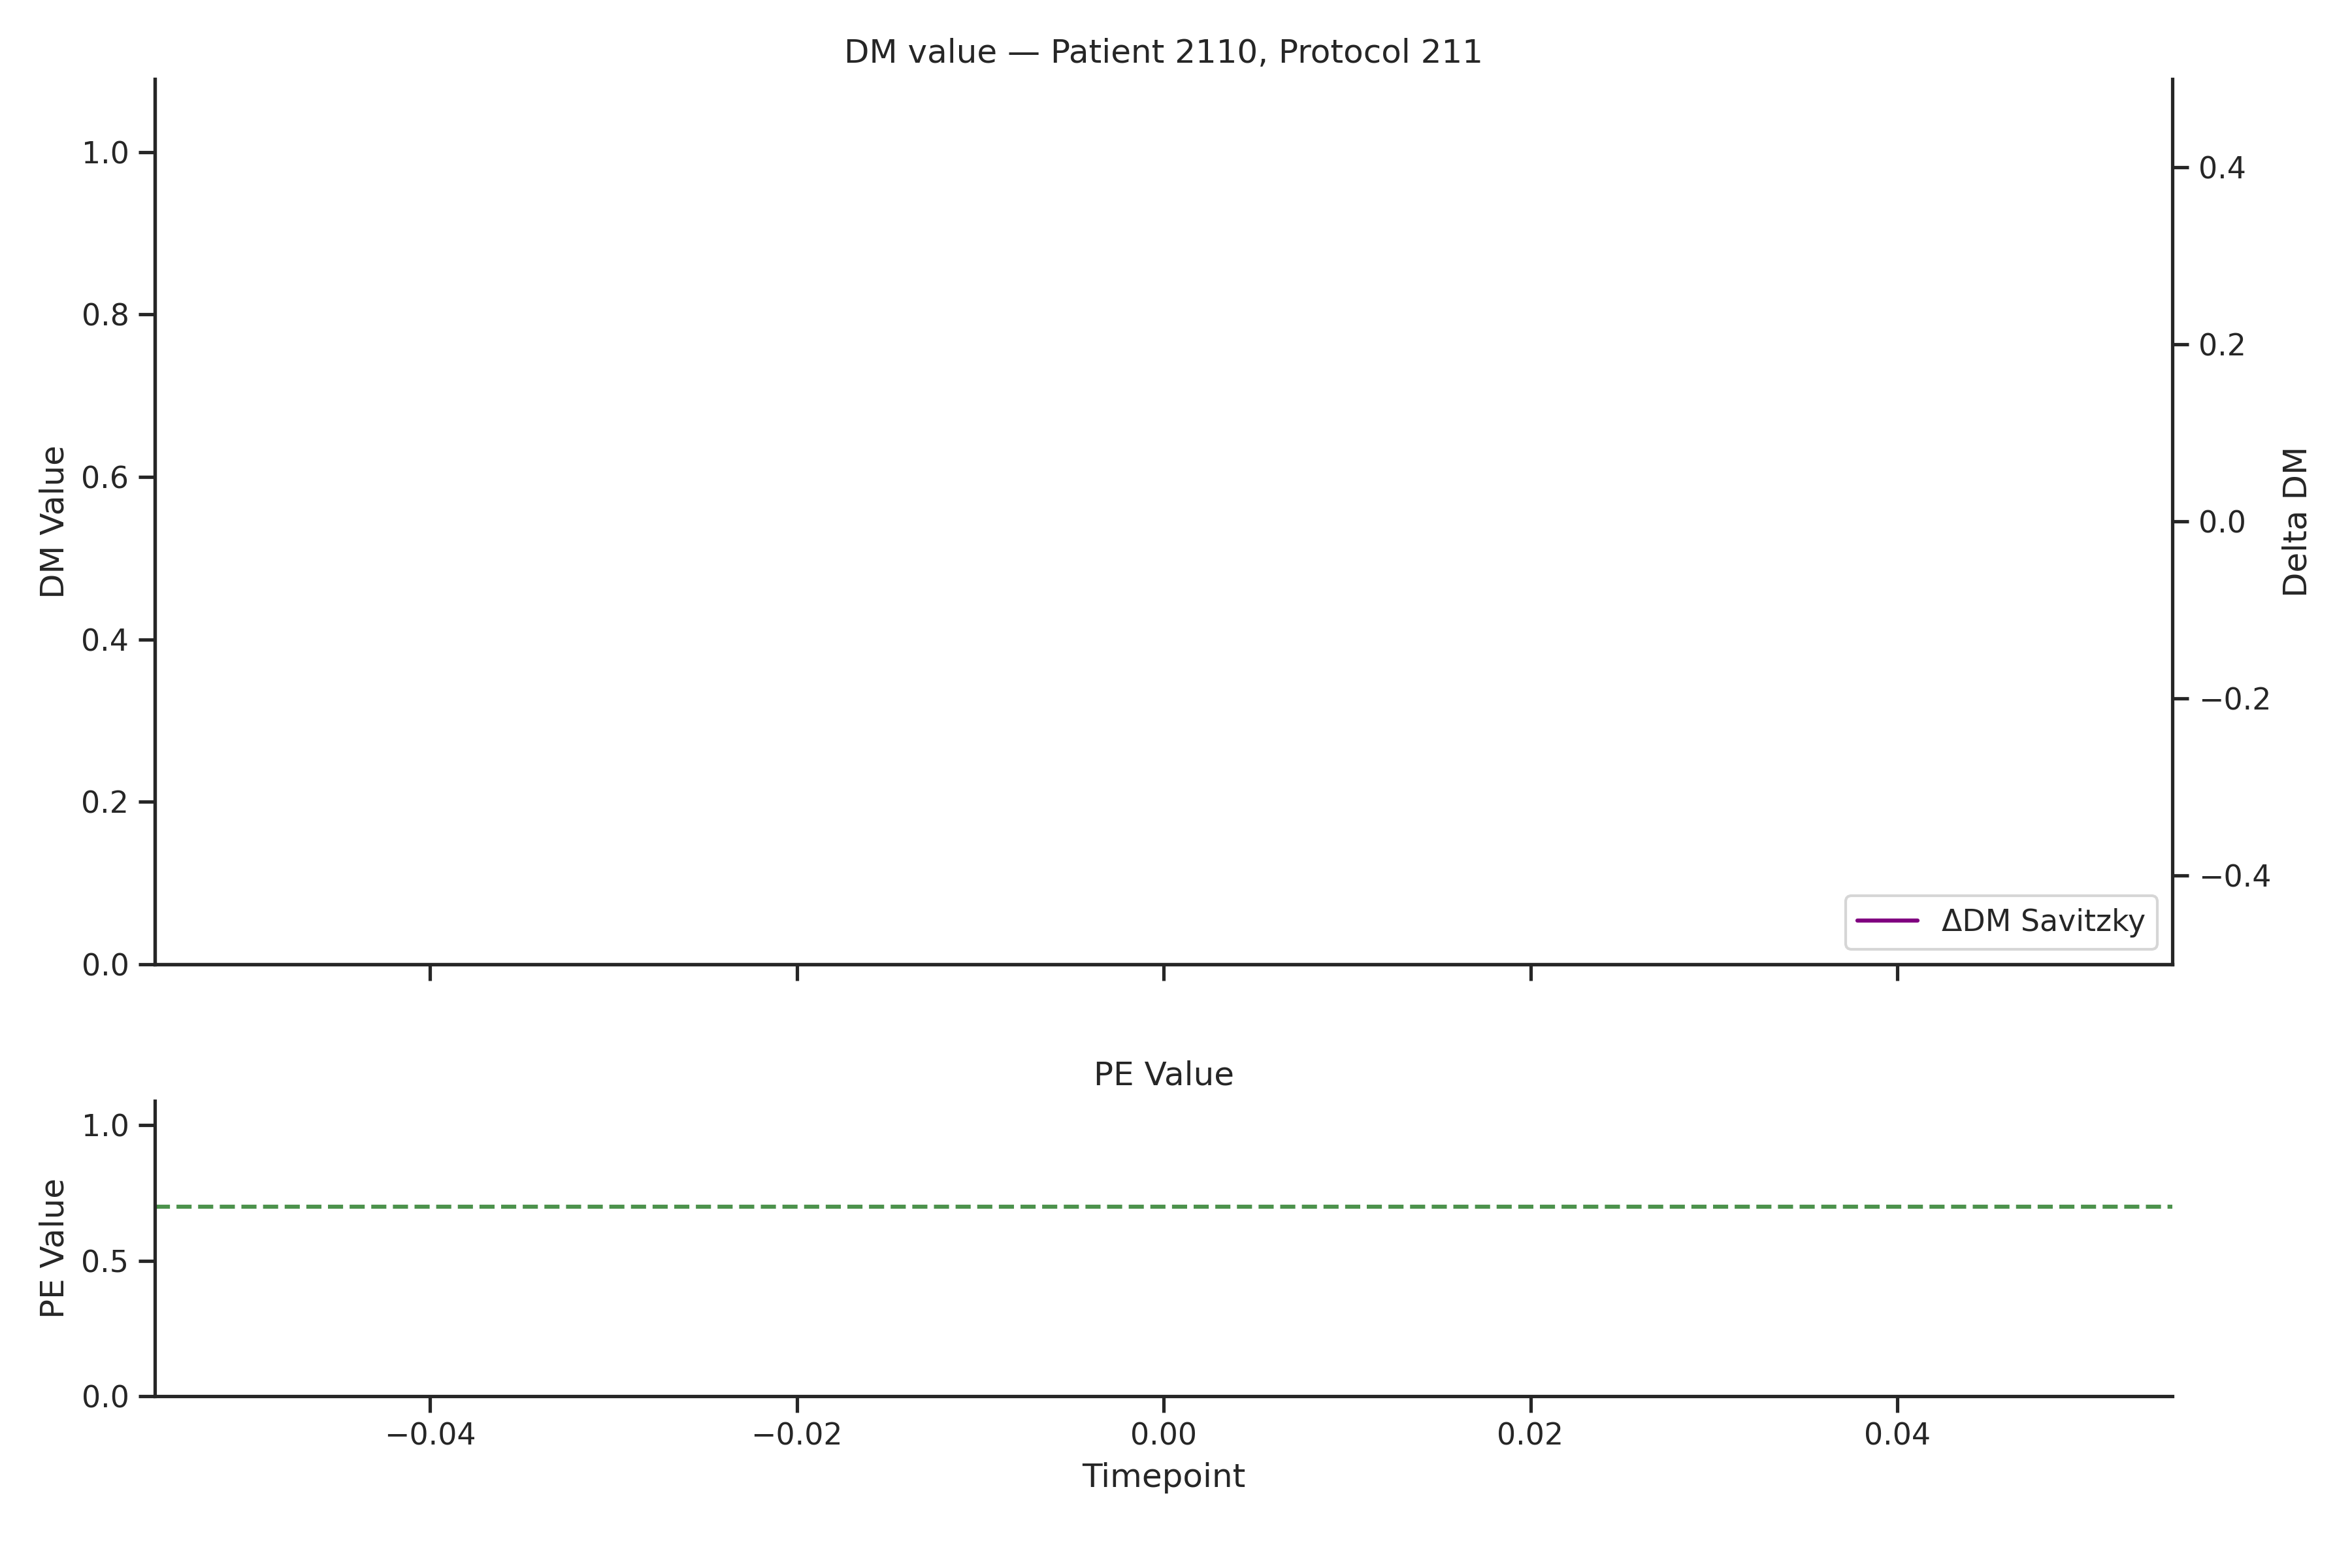 DM value — Patient 2110, Protocol 211
1.0
0.8
0.6
0.4
0.2
0.0
DM Value
0.4
0.2
0.0
−0.2
−0.4
Delta DM
ΔDM Savitzky
PE Value
1.0
0.5
0.0
PE Value
−0.04 −0.02 0.00 0.02 0.04
Timepoint